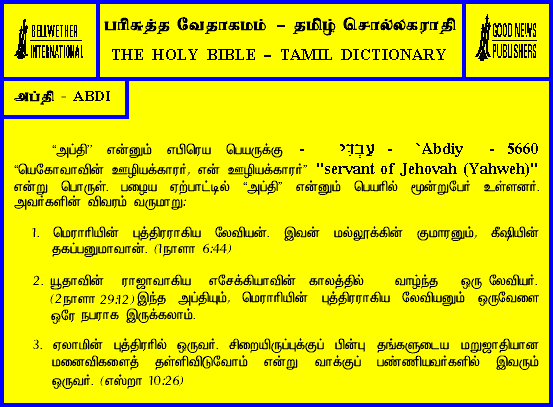 BELLWETHER
INTERNATIONAL
பரிசுத்த வேதாகமம் – தமிழ் சொல்லகராதி
THE HOLY BIBLE – TAMIL DICTIONARY
GOOD NEWS
PUBLISHERS
அப்தி - ABDI
“அப்தி” என்னும் எபிரெய பெயருக்கு - עַבְדִּי - `Abdiy - 5660
“யெகோவாவின் ஊழியக்காரர், என் ஊழியக்காரர்” "servant of Jehovah (Yahweh)"
என்று பொருள். பழைய ஏற்பாட்டில் “அப்தி” என்னும் பெயரில் மூன்றுபேர் உள்ளனர்.
அவர்களின் விவரம் வருமாறு:
1. மெராரியின் புத்திரராகிய லேவியன். இவன் மல்லூக்கின் குமாரனும், கீஷியின்
தகப்பனுமாவான். (1நாளா 6:44)
2. யூதாவின் ராஜாவாகிய எசேக்கியாவின் காலத்தில் வாழ்ந்த ஒரு லேவியர்.
(2நாளா 29:12) இந்த அப்தியும், மெராரியின் புத்திரராகிய லேவியனும் ஒருவேளை
ஒரே நபராக இருக்கலாம்.
3. ஏலாமின் புத்திரரில் ஒருவர். சிறையிருப்புக்குப் பின்பு தங்களுடைய மறுஜாதியான
மனைவிகளைத் தள்ளிவிடுவோம் என்று வாக்குப் பண்ணியவர்களில் இவரும்
ஒருவர். (எஸ்றா 10:26)